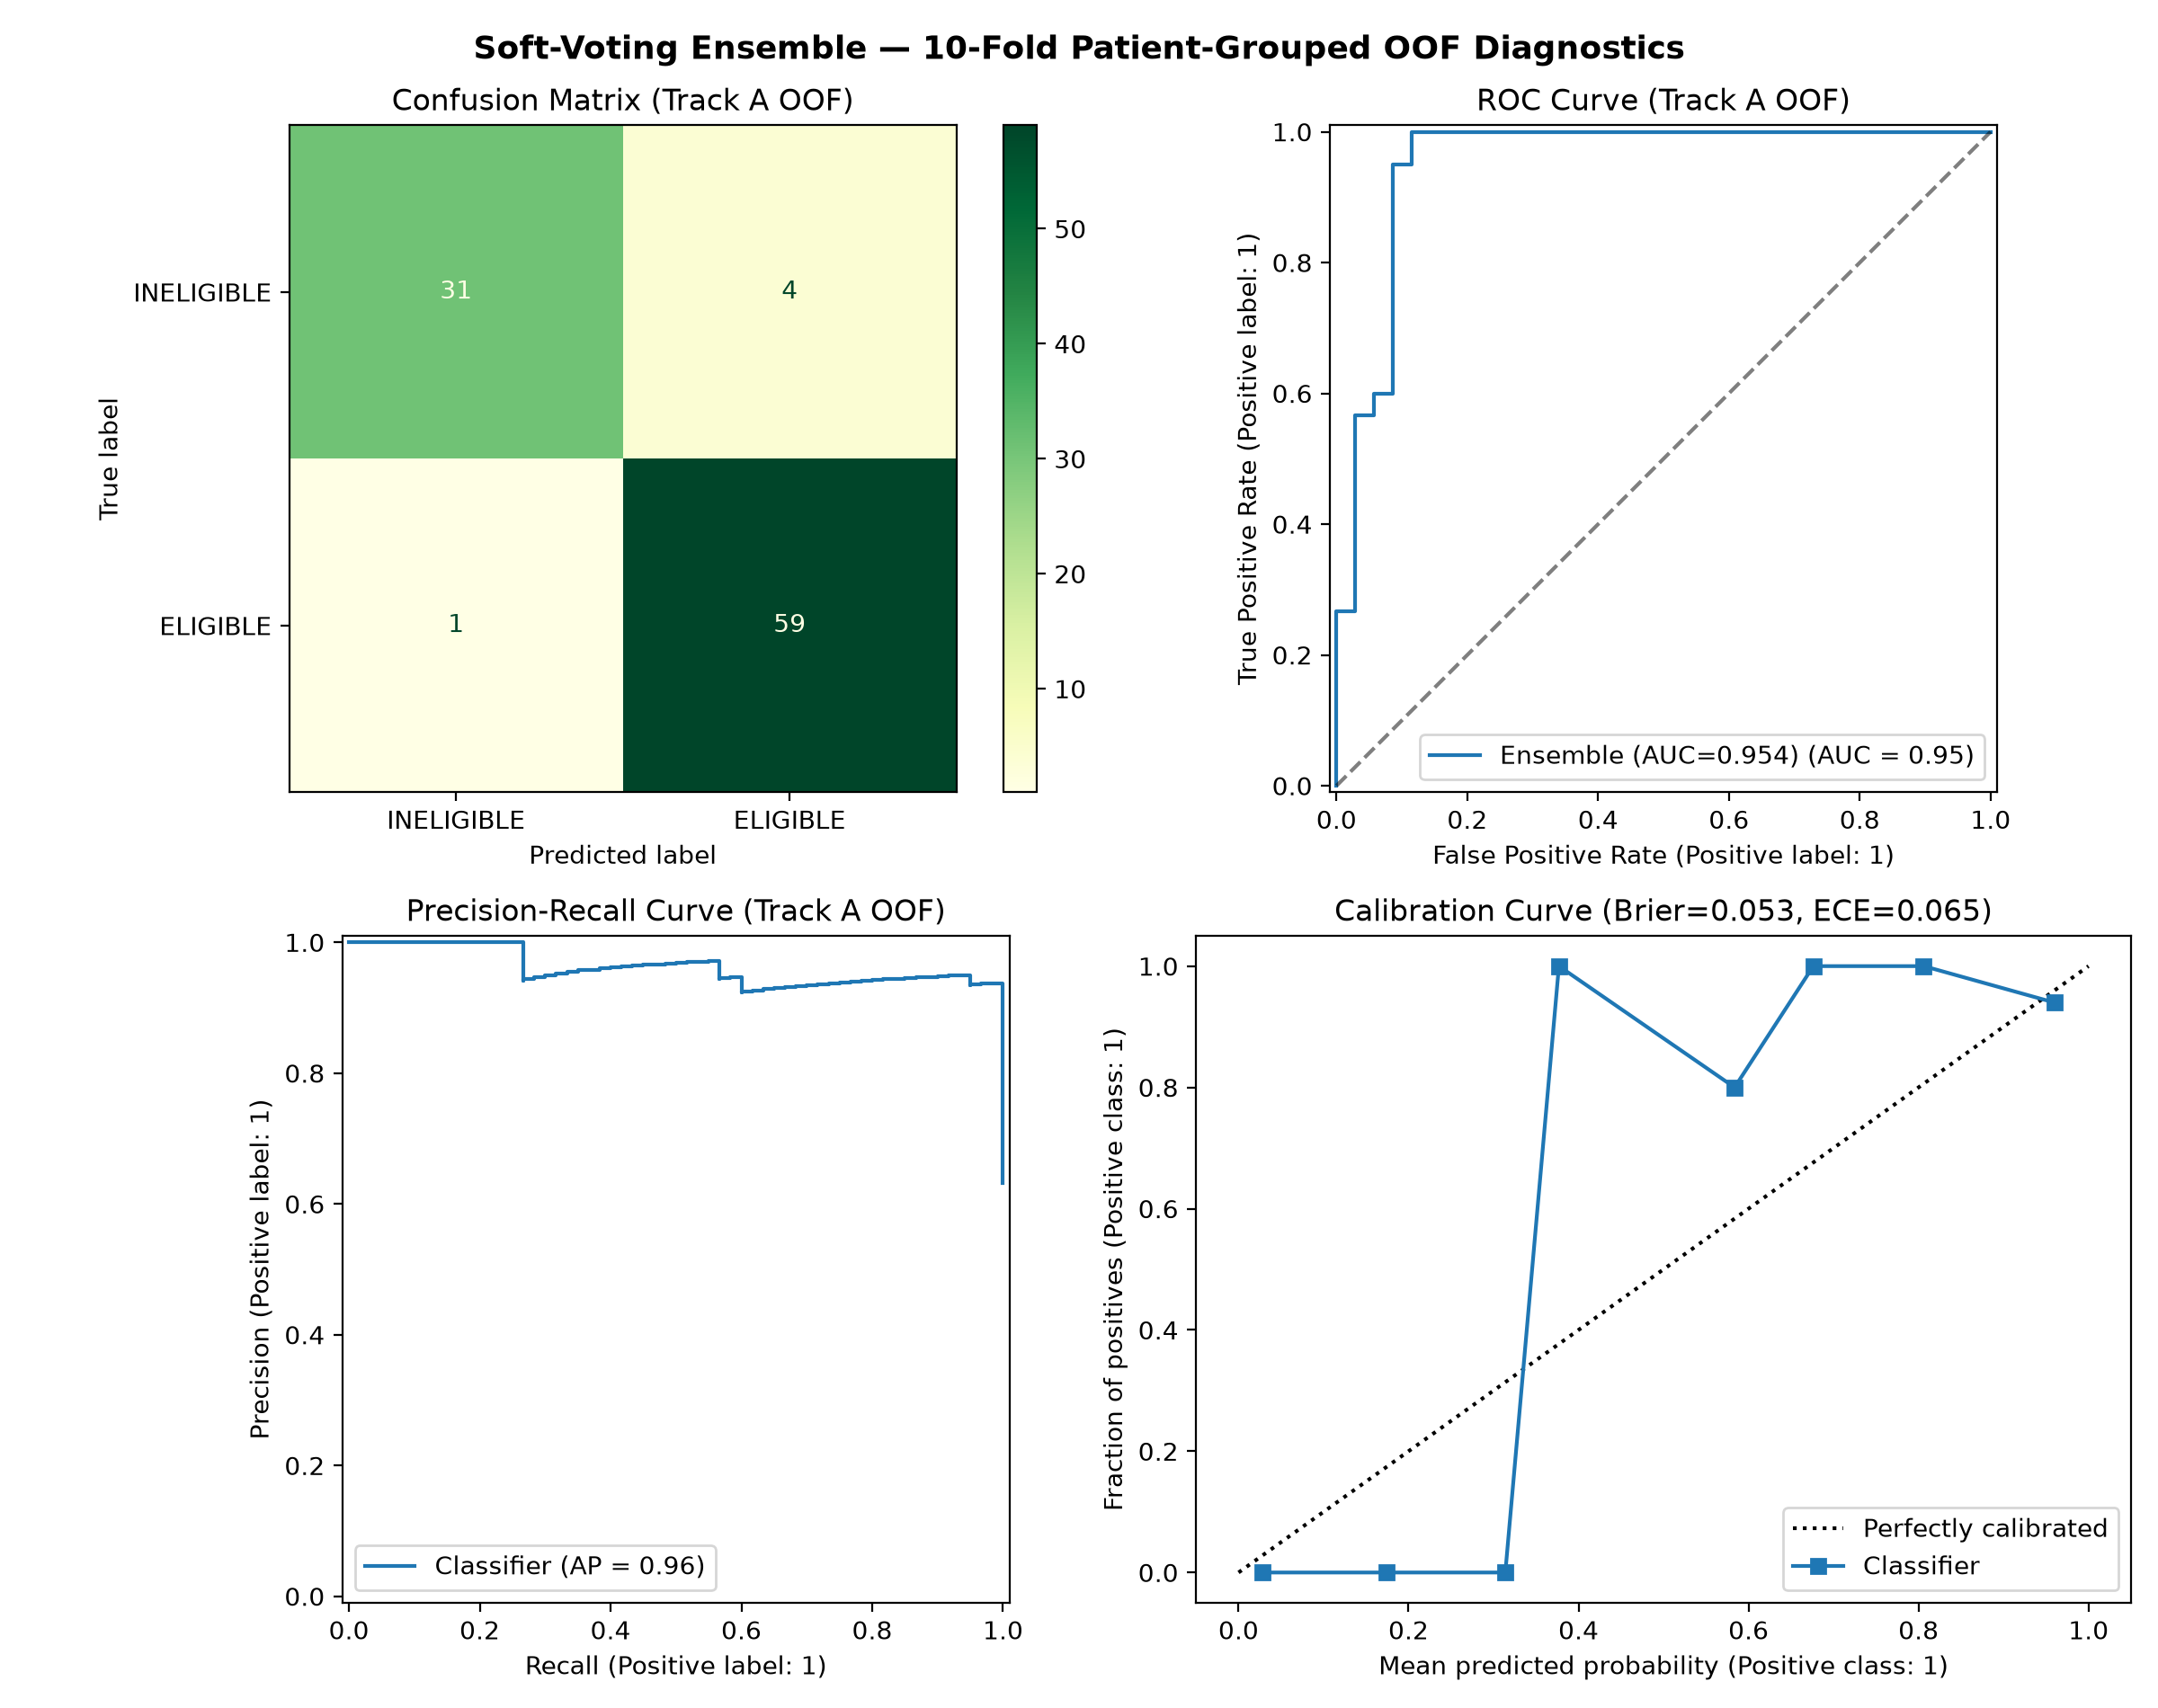 Soft-Voting Ensemble — 10-Fold Patient-Grouped OOF Diagnostics
Confusion Matrix (Track A OOF)
True label
INELIGIBLE
ELIGIBLE
31
4
1
59
INELIGIBLE
ELIGIBLE
Predicted label
50
40
30
20
10
ROC Curve (Track A OOF)
True Positive Rate (Positive label: 1)
1.0
0.8
0.6
0.4
0.2
0.0
Ensemble (AUC=0.954) (AUC = 0.95)
0.0
0.2
0.4
0.6
0.8
1.0
False Positive Rate (Positive label: 1)
Precision-Recall Curve (Track A OOF)
Precision (Positive label: 1)
1.0
0.8
0.6
0.4
0.2
0.0
Classifier (AP = 0.96)
0.0
0.2
0.4
0.6
0.8
1.0
Recall (Positive label: 1)
Calibration Curve (Brier=0.053, ECE=0.065)
Fraction of positives (Positive class: 1)
1.0
0.8
0.6
0.4
0.2
0.0
Perfectly calibrated
Classifier
0.0
0.2
0.4
0.6
0.8
1.0
Mean predicted probability (Positive class: 1)